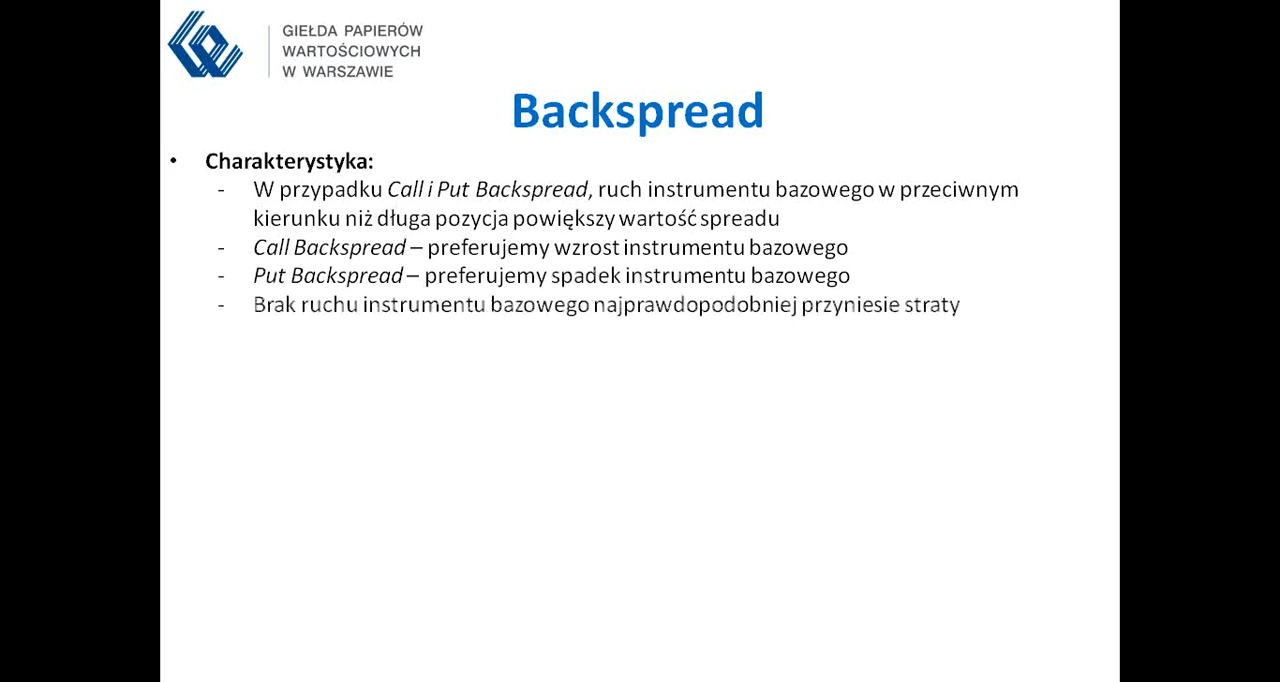 GIEŁDA PAPIERÓW
WARTOŚCIOWYCH
W WARSZAWIE
Backspread
• Charakterystyka:
- W przypadku Call i Put Backspread, ruch instrumentu bazowego w przeciwnym
kierunku niż długa pozycja powiększy wartość spreadu
- Call Backspread – preferujemy wzrost instrumentu bazowego
- Put Backspread – preferujemy spadek instrumentu bazowego
- Brak ruchu instrumentu bazowego najprawdopodobniej przyniesie straty